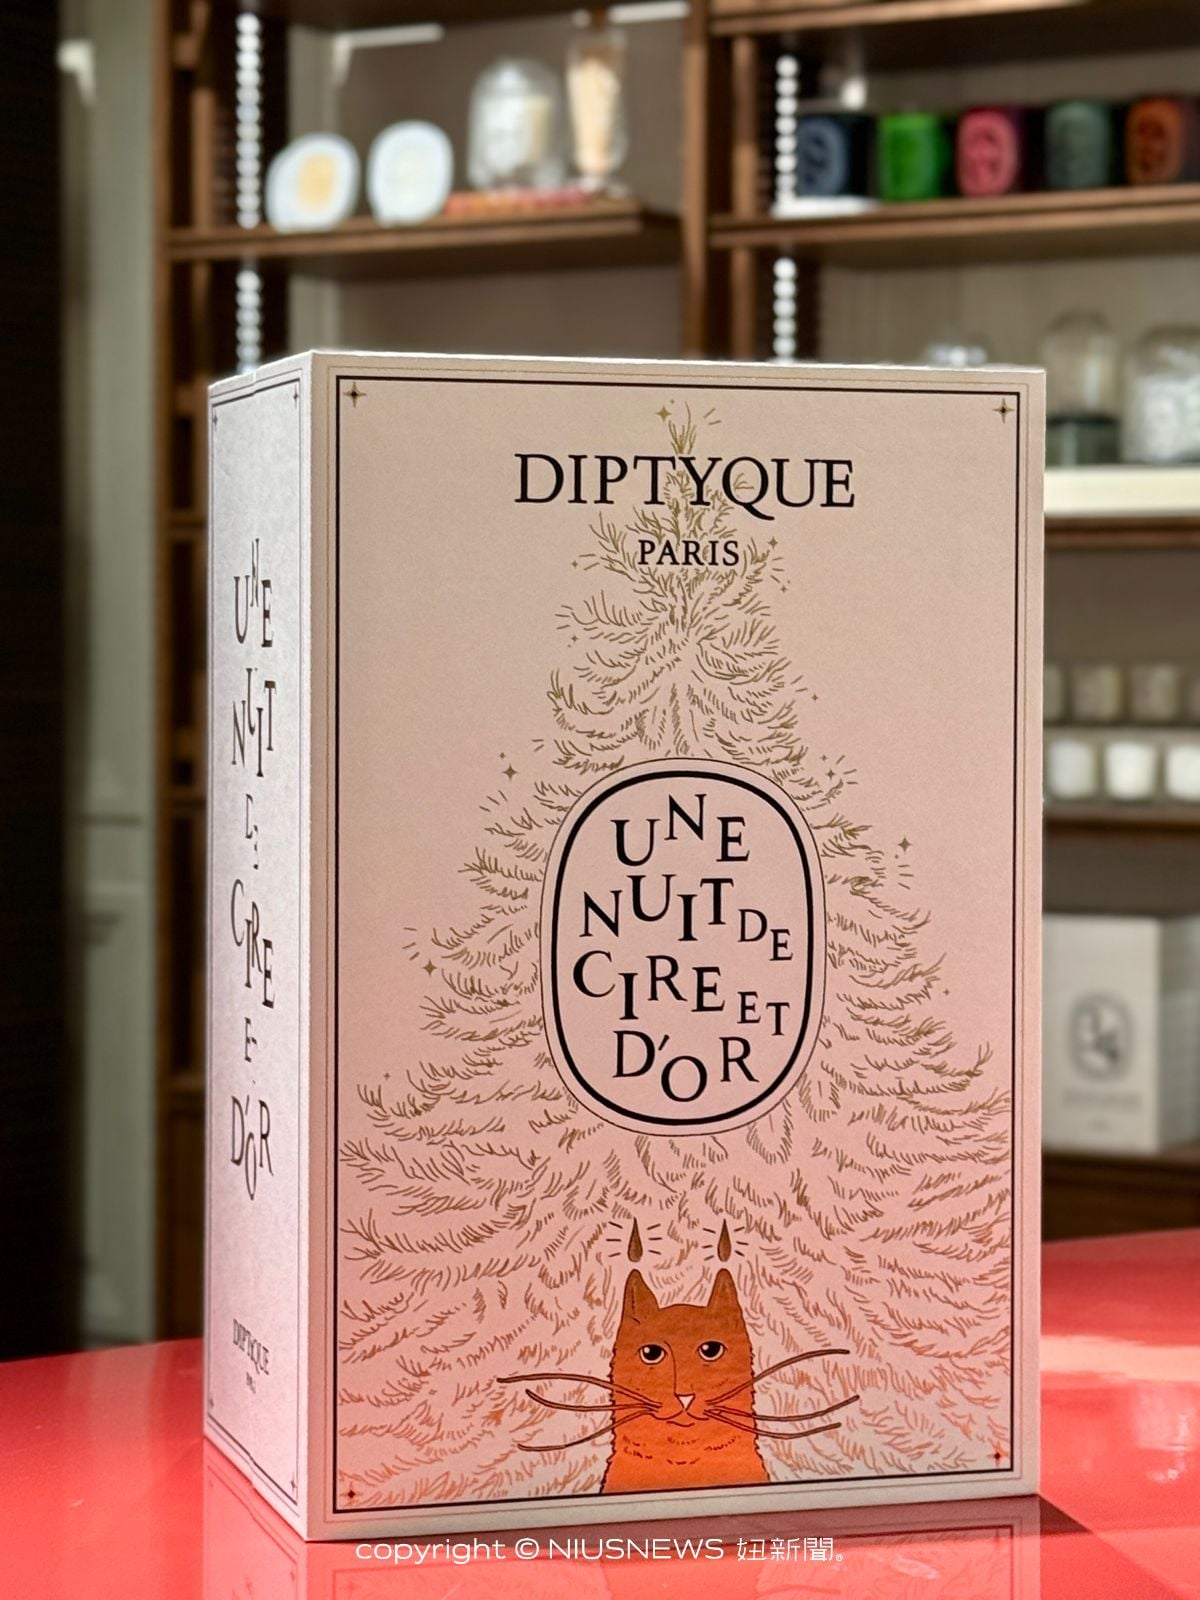 DIPTYQUE
PARIS
UNE
NUIT DE
CIRE ET
D'OR
UNE
NUIT
DE
CIRE
ET
D'OR
DIPTYQUE
copyright © NIUSNEWS 妞新聞。